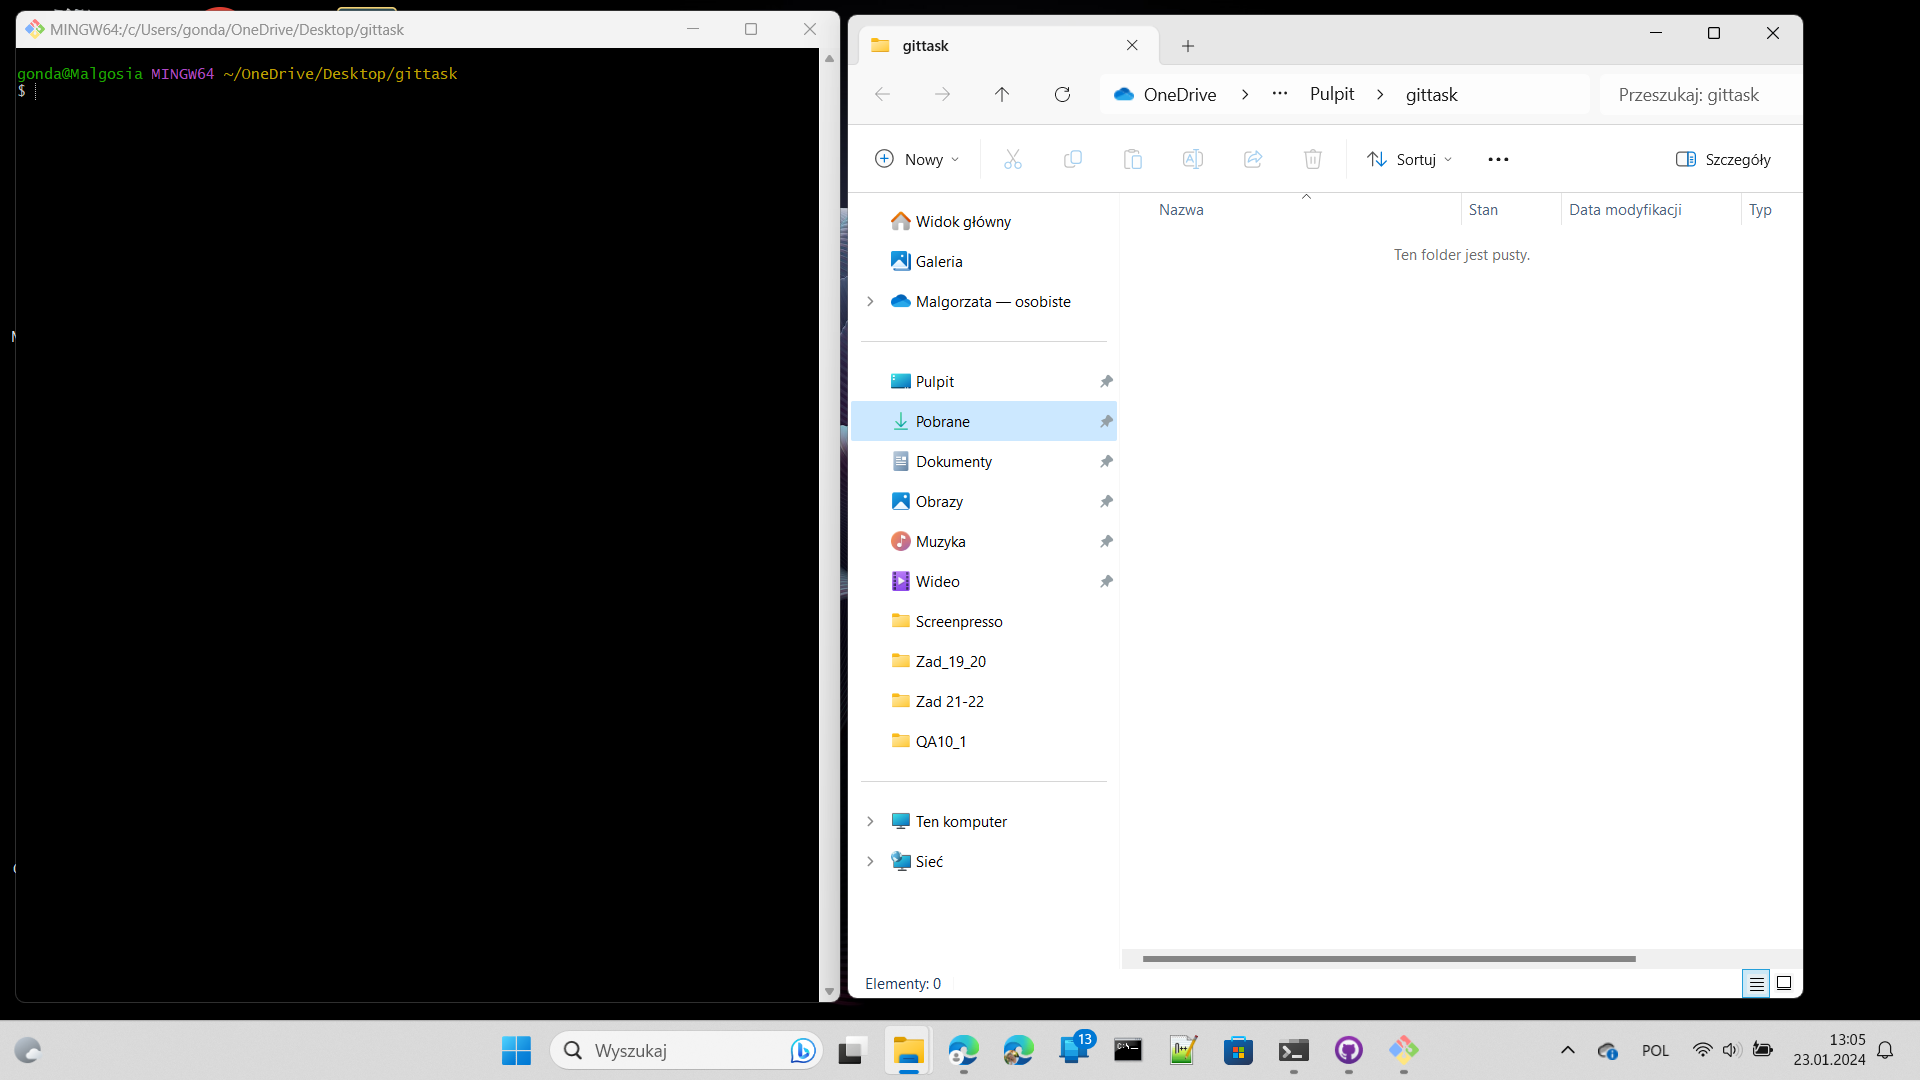 MINGW64:/c/Users/gonda/OneDrive/Desktop/gittask
gonda@Malgosia MINGW64 ~/OneDrive/Desktop/gittask
$
gittask
OneDrive > ··· Pulpit > gittask
Przeszukaj: gittask
Nowy
Sortuj
Szczegóły
Nazwa
Stan
Data modyfikacji
Typ
Ten folder jest pusty.
Widok główny
Galeria
Malgorzata — osobiste
Pulpit
Pobrane
Dokumenty
Obrazy
Muzyka
Wideo
Screenpresso
Zad_19_20
Zad 21-22
QA10_1
Ten komputer
Sieć
Elementy: 0
Wyszukaj
13
POL
13:05
23.01.2024